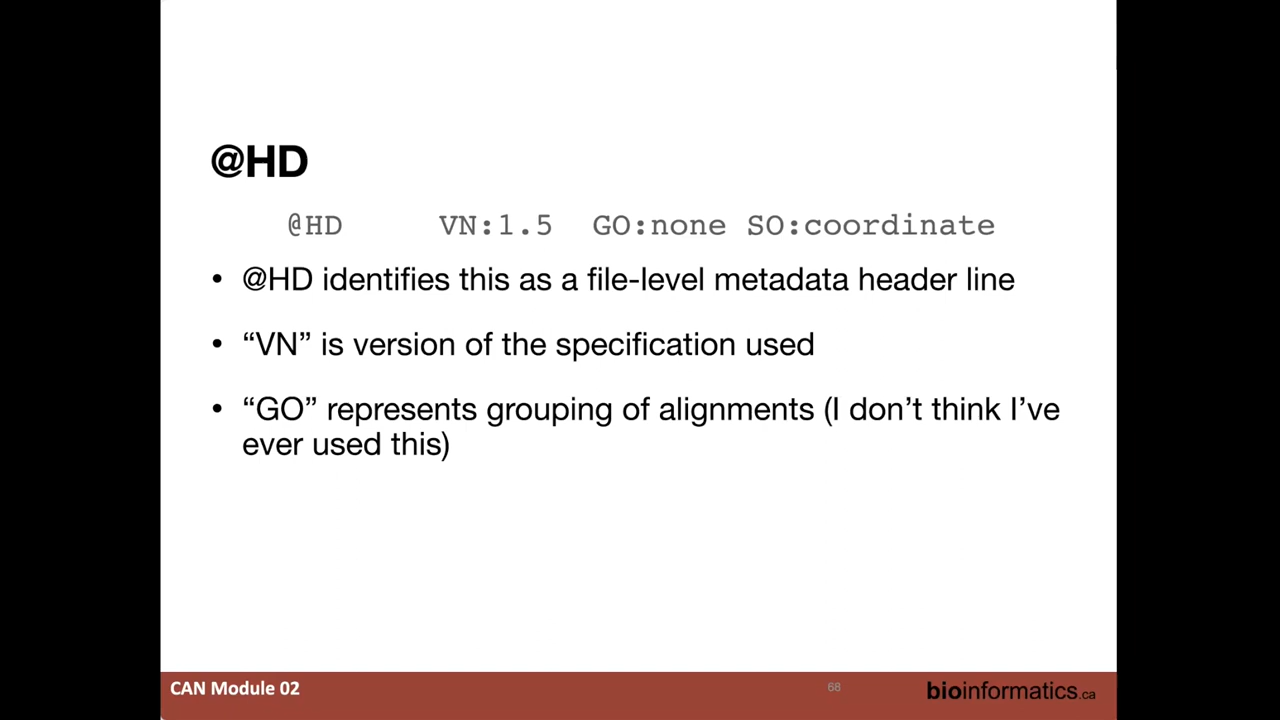 @HD
@HD VN:1.5 GO:none SO:coordinate
• @HD identifies this as a file-level metadata header line
• “VN” is version of the specification used
• “GO” represents grouping of alignments (I don’t think I’ve
ever used this)
CAN Module 02
68
bioinformatics.ca